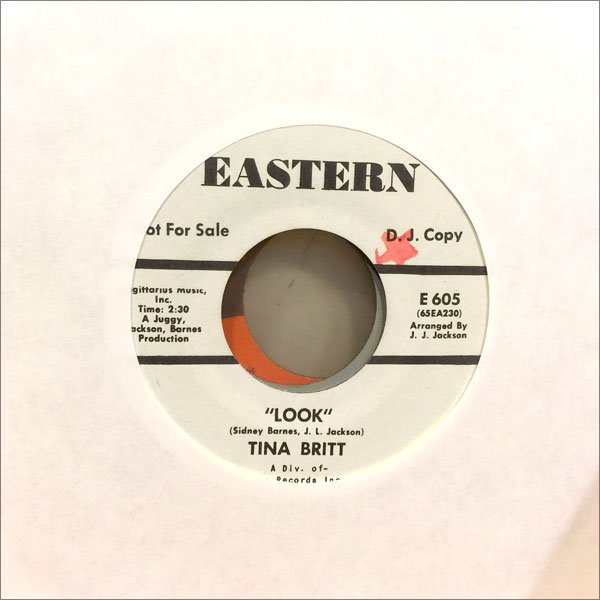 EASTERN
ot For Sale
D. J. Copy
gittarius Music,
Inc.
Time: 2:30
A Juggy,
ackson, Barnes
Production
E 605
(65EA230)
Arranged By
J. J. Jackson
"LOOK"
(Sidney Barnes, J. L. Jackson)
TINA BRITT
A Div. of-
Records Inc